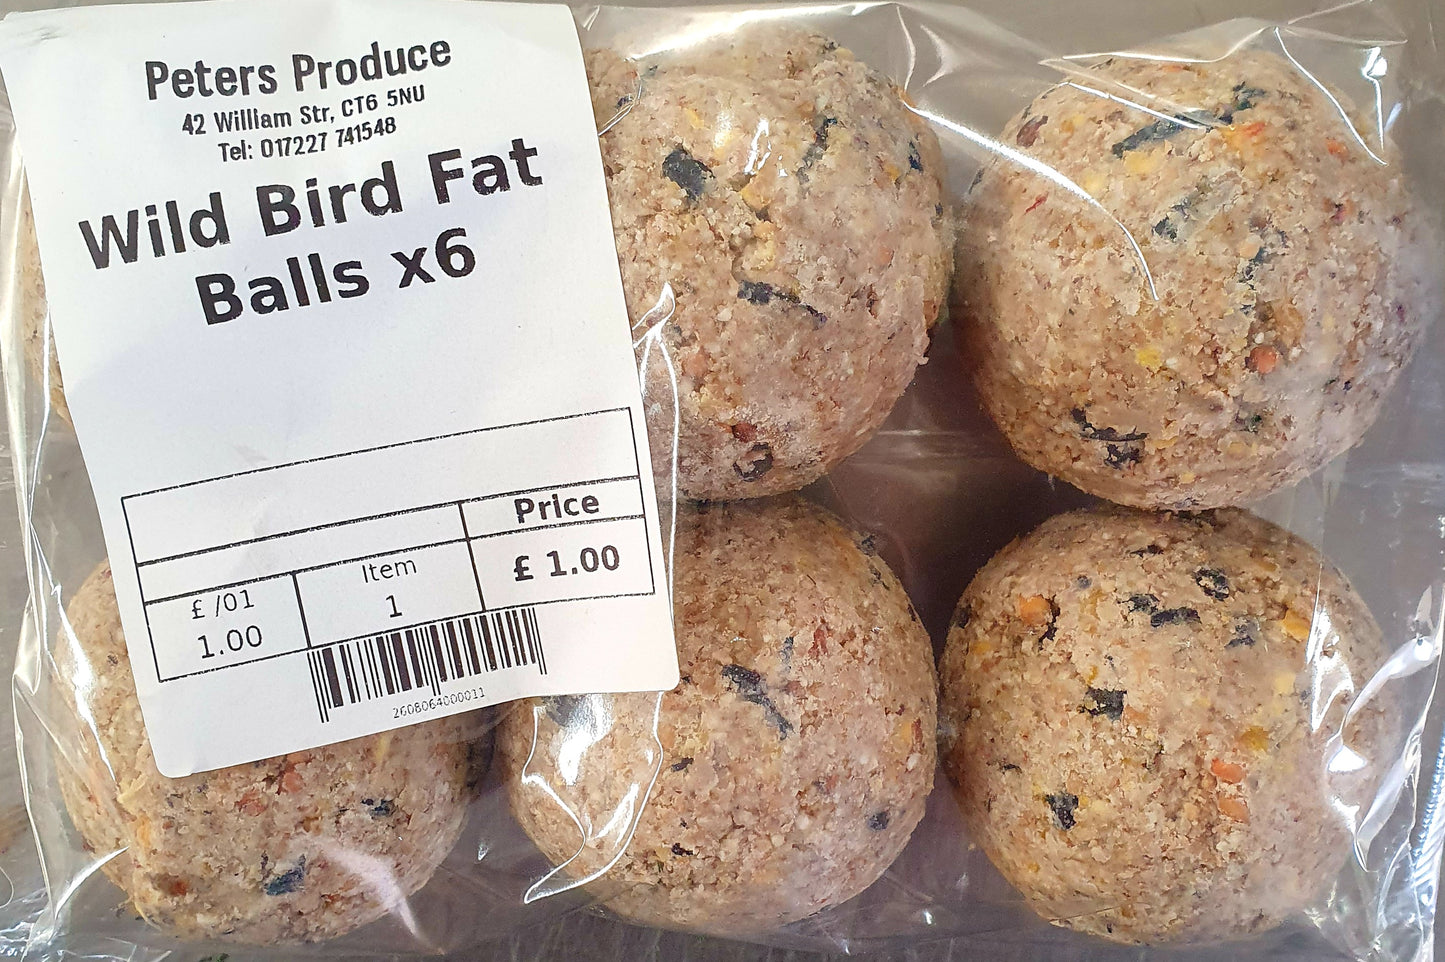 Peters Produce
42 William Str, CT6 5NU
Tel: 017227 741548
Wild Bird Fat
Balls x6
Price
£ /01
Item
£ 1.00
1.00
1
2608064000011